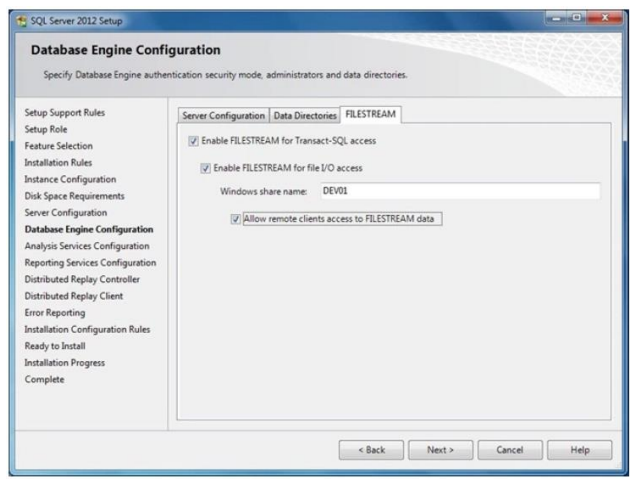 SQL Server 2012 Setup
Database Engine Configuration
Specify Database Engine authentication security mode, administrators and data directories.
Setup Support Rules
Setup Role
Feature Selection
Installation Rules
Instance Configuration
Disk Space Requirements
Server Configuration
Database Engine Configuration
Analysis Services Configuration
Reporting Services Configuration
Distributed Replay Controller
Distributed Replay Client
Error Reporting
Installation Configuration Rules
Ready to Install
Installation Progress
Complete
Server Configuration Data Directories FILESTREAM
Enable FILESTREAM for Transact-SQL access
Enable FILESTREAM for file I/O access
Windows share name: DEV01
Allow remote clients access to FILESTREAM data
< Back Next > Cancel Help